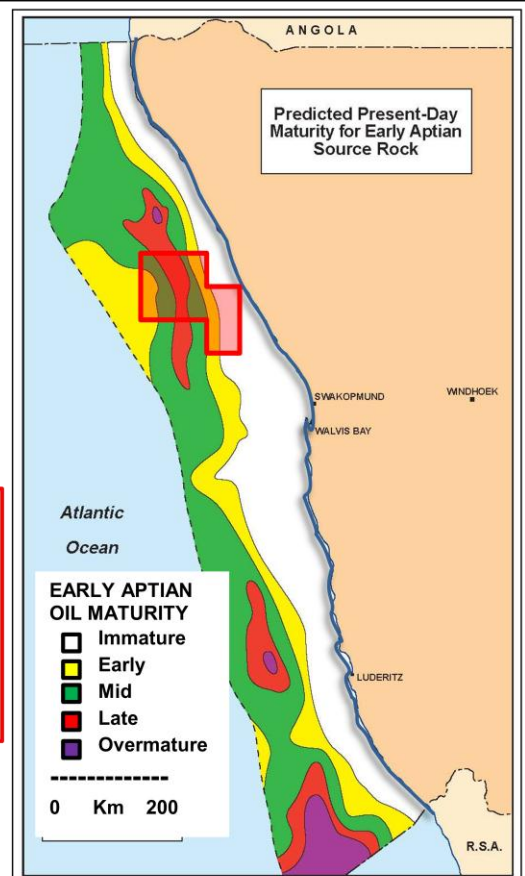 ANGOLA
Predicted Present-Day
Maturity for Early Aptian
Source Rock
SWAKOPMUND
WINDHOEK
WALVIS BAY
Atlantic
Ocean
EARLY APTIAN
OIL MATURITY
Immature
Early
Mid
Late
Overmature
0 Km 200
LUDERITZ
R.S.A.